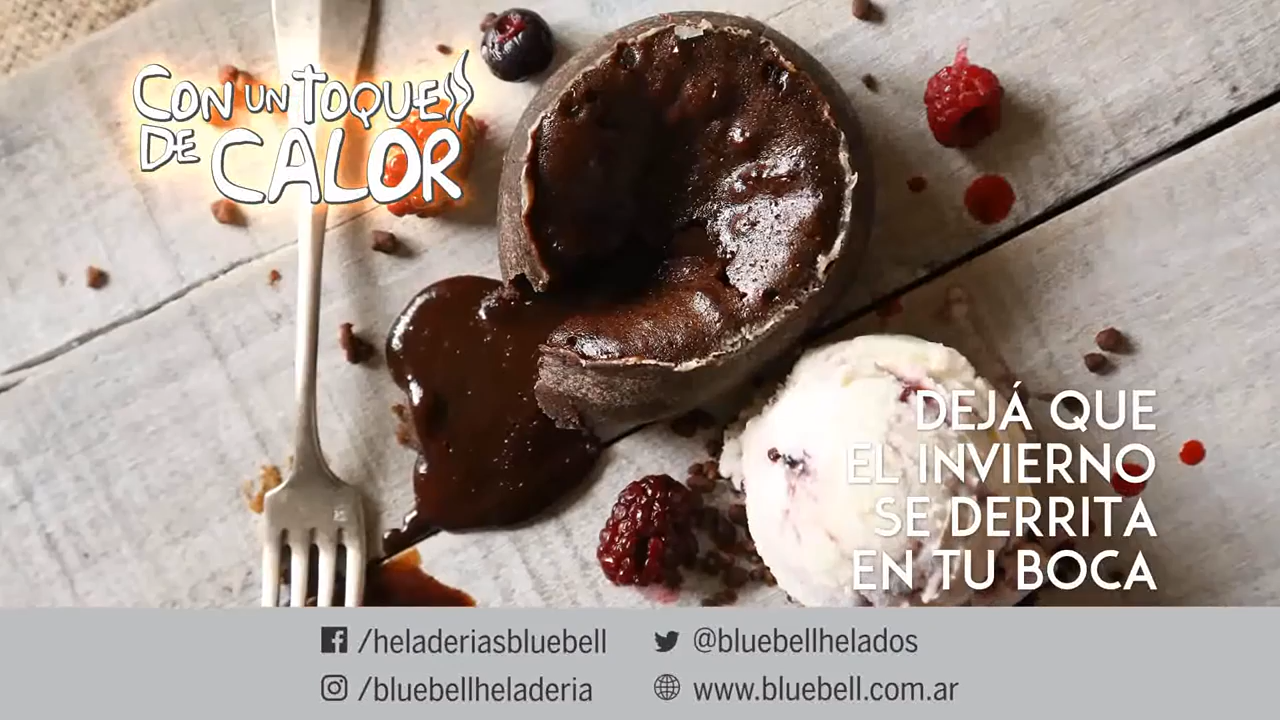 CON UN TOQUE
DE CALOR
DEJÁ QUE
EL INVIERNO
SE DERRITA
EN TU BOCA
/heladeriasbluebell
@bluebellhelados
/bluebellheladeria
www.bluebell.com.ar